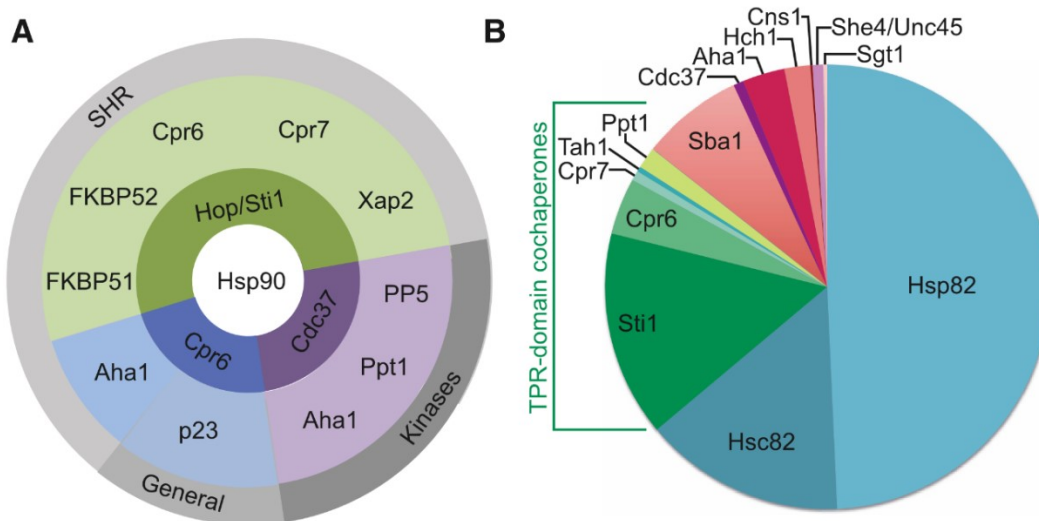 A
SHR
Cpr6
Cpr7
FKBP52
Hop/Sti1
Xap2
FKBP51
Hsp90
PP5
Cpr6
Cdc37
Aha1
Ppt1
p23
Aha1
Kinases
General
B
Cns1
She4/Unc45
Hch1
Sgt1
Aha1
Cdc37
Ppt1
Sba1
Tah1
Cpr7
Cpr6
Hsp82
Sti1
Hsc82
TPR-domain cochaperones